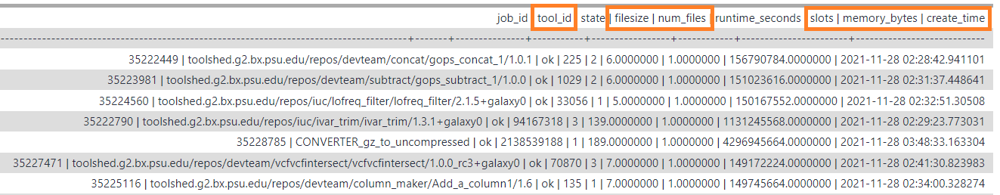 job_id | tool_id | state | filesize | num_files | runtime_seconds | slots | memory_bytes | create_time
35222449 | toolshed.g2.bx.psu.edu/repos/devteam/concat/gops_concat_1/1.0.1 | ok | 225 | 2 | 6.0000000 | 1.0000000 | 156790784.0000000 | 2021-11-28 02:28:42.941101
35223981 | toolshed.g2.bx.psu.edu/repos/devteam/subtract/gops_subtract_1/1.0.0 | ok | 1029 | 2 | 6.0000000 | 1.0000000 | 151023616.0000000 | 2021-11-28 02:31:37.448641
35224560 | toolshed.g2.bx.psu.edu/repos/iuc/lofreq_filter/lofreq_filter/2.1.5+galaxy0 | ok | 33056 | 1 | 5.0000000 | 1.0000000 | 150167552.0000000 | 2021-11-28 02:32:51.30508
35222790 | toolshed.g2.bx.psu.edu/repos/iuc/ivar_trim/ivar_trim/1.3.1+galaxy0 | ok | 94167318 | 3 | 139.0000000 | 1.0000000 | 1131245568.0000000 | 2021-11-28 02:29:23.773031
35228785 | CONVERTER_gz_to_uncompressed | ok | 2138539188 | 1 | 189.0000000 | 1.0000000 | 4296945664.0000000 | 2021-11-28 03:48:33.163304
35227471 | toolshed.g2.bx.psu.edu/repos/devteam/vcfvcfintersect/vcfvcfintersect/1.0.0_rc3+galaxy0 | ok | 70870 | 3 | 7.0000000 | 1.0000000 | 149172224.0000000 | 2021-11-28 02:41:30.823983
35225116 | toolshed.g2.bx.psu.edu/repos/devteam/column_maker/Add_a_column1/1.6 | ok | 135 | 1 | 7.0000000 | 1.0000000 | 149745664.0000000 | 2021-11-28 02:34:00.328274